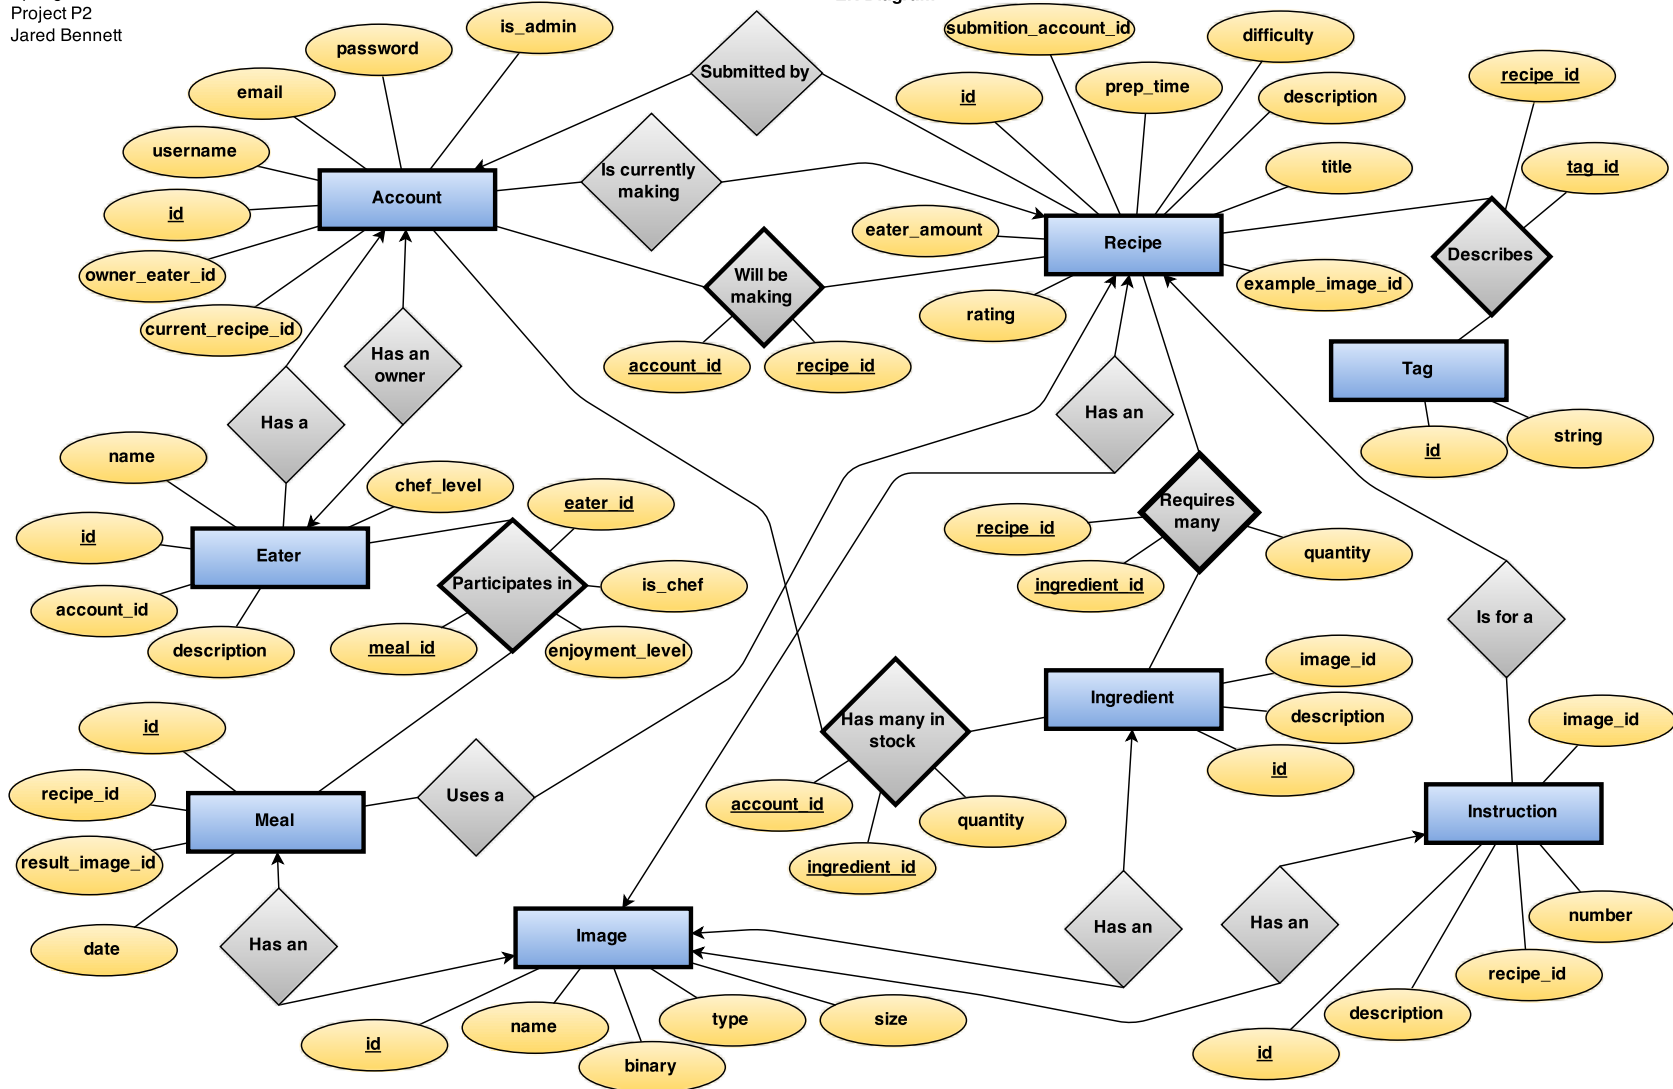 Project P2
Jared Bennett
is_admin
password
email
username
id
owner_eater_id
current_recipe_id
Account
Submitted by
Is currently
making
Will be
making
account_id
recipe_id
submition_account_id
difficulty
id
prep_time
description
title
eater_amount
Recipe
rating
example_image_id
recipe_id
tag_id
Describes
Tag
id
string
Has an
owner
Has a
name
chef_level
id
Eater
account_id
description
eater_id
Participates in
is_chef
meal_id
enjoyment_level
Has an
Requires
many
recipe_id
quantity
ingredient_id
Is for a
id
recipe_id
Meal
result_image_id
date
Uses a
Has an
Has many in
stock
account_id
quantity
ingredient_id
Ingredient
image_id
description
id
image_id
Instruction
number
recipe_id
description
id
Has an
Has an
Image
id
name
binary
type
size